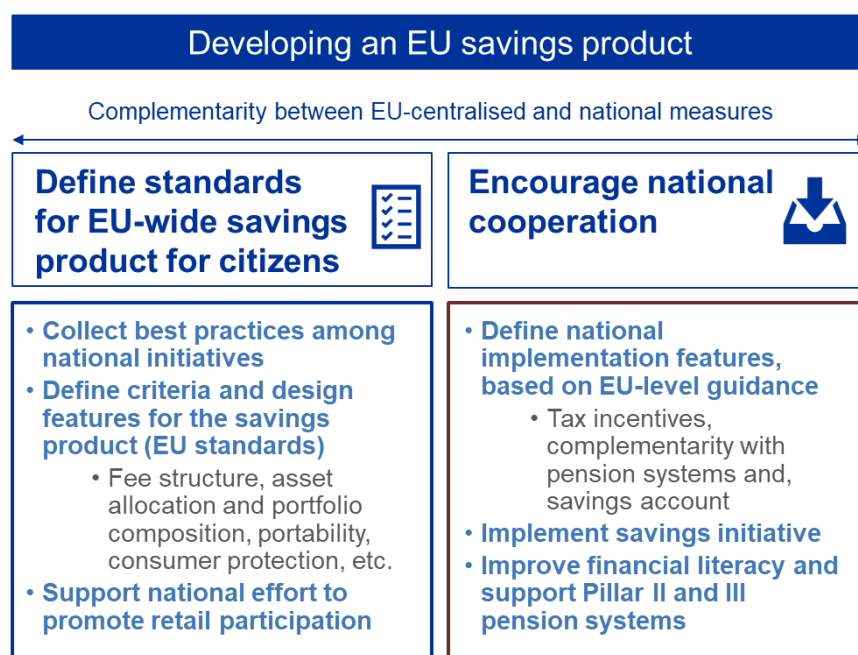 Developing an EU savings product
Complementarity between EU-centralised and national measures
Define standards
for EU-wide savings
product for citizens
Encourage national
cooperation
• Collect best practices among
national initiatives
• Define criteria and design
features for the savings
product (EU standards)
• Fee structure, asset
allocation and portfolio
composition, portability,
consumer protection, etc.
• Support national effort to
promote retail participation
• Define national
implementation features,
based on EU-level guidance
• Tax incentives,
complementarity with
pension systems and,
savings account
• Implement savings initiative
• Improve financial literacy and
support Pillar II and III
pension systems